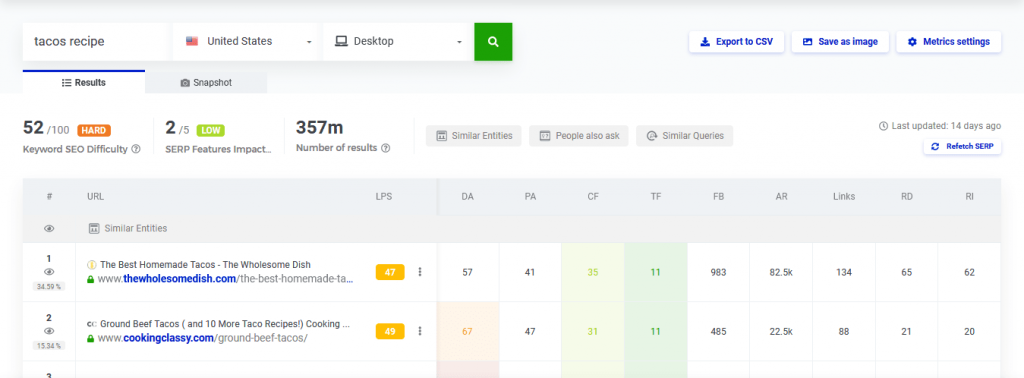 tacos recipe
United States
Desktop
Export to CSV
Save as image
Metrics settings
Results
Snapshot
52 /100 HARD
Keyword SEO Difficulty
2 /5 LOW
SERP Features Impact...
357m
Number of results
Similar Entities
People also ask
Similar Queries
Last updated: 14 days ago
Refetch SERP
# URL LPS DA PA CF TF FB AR Links RD RI
Similar Entities
1
The Best Homemade Tacos - The Wholesome Dish
www.thewholesomedish.com/the-best-homemade-ta...
34.59 %
47 57 41 35 11 983 82.5k 134 65 62
2
CC Ground Beef Tacos ( and 10 More Taco Recipes!) Cooking ...
www.cookingclassy.com/ground-beef-tacos/
15.34 %
49 67 47 31 11 485 22.5k 88 21 20
3